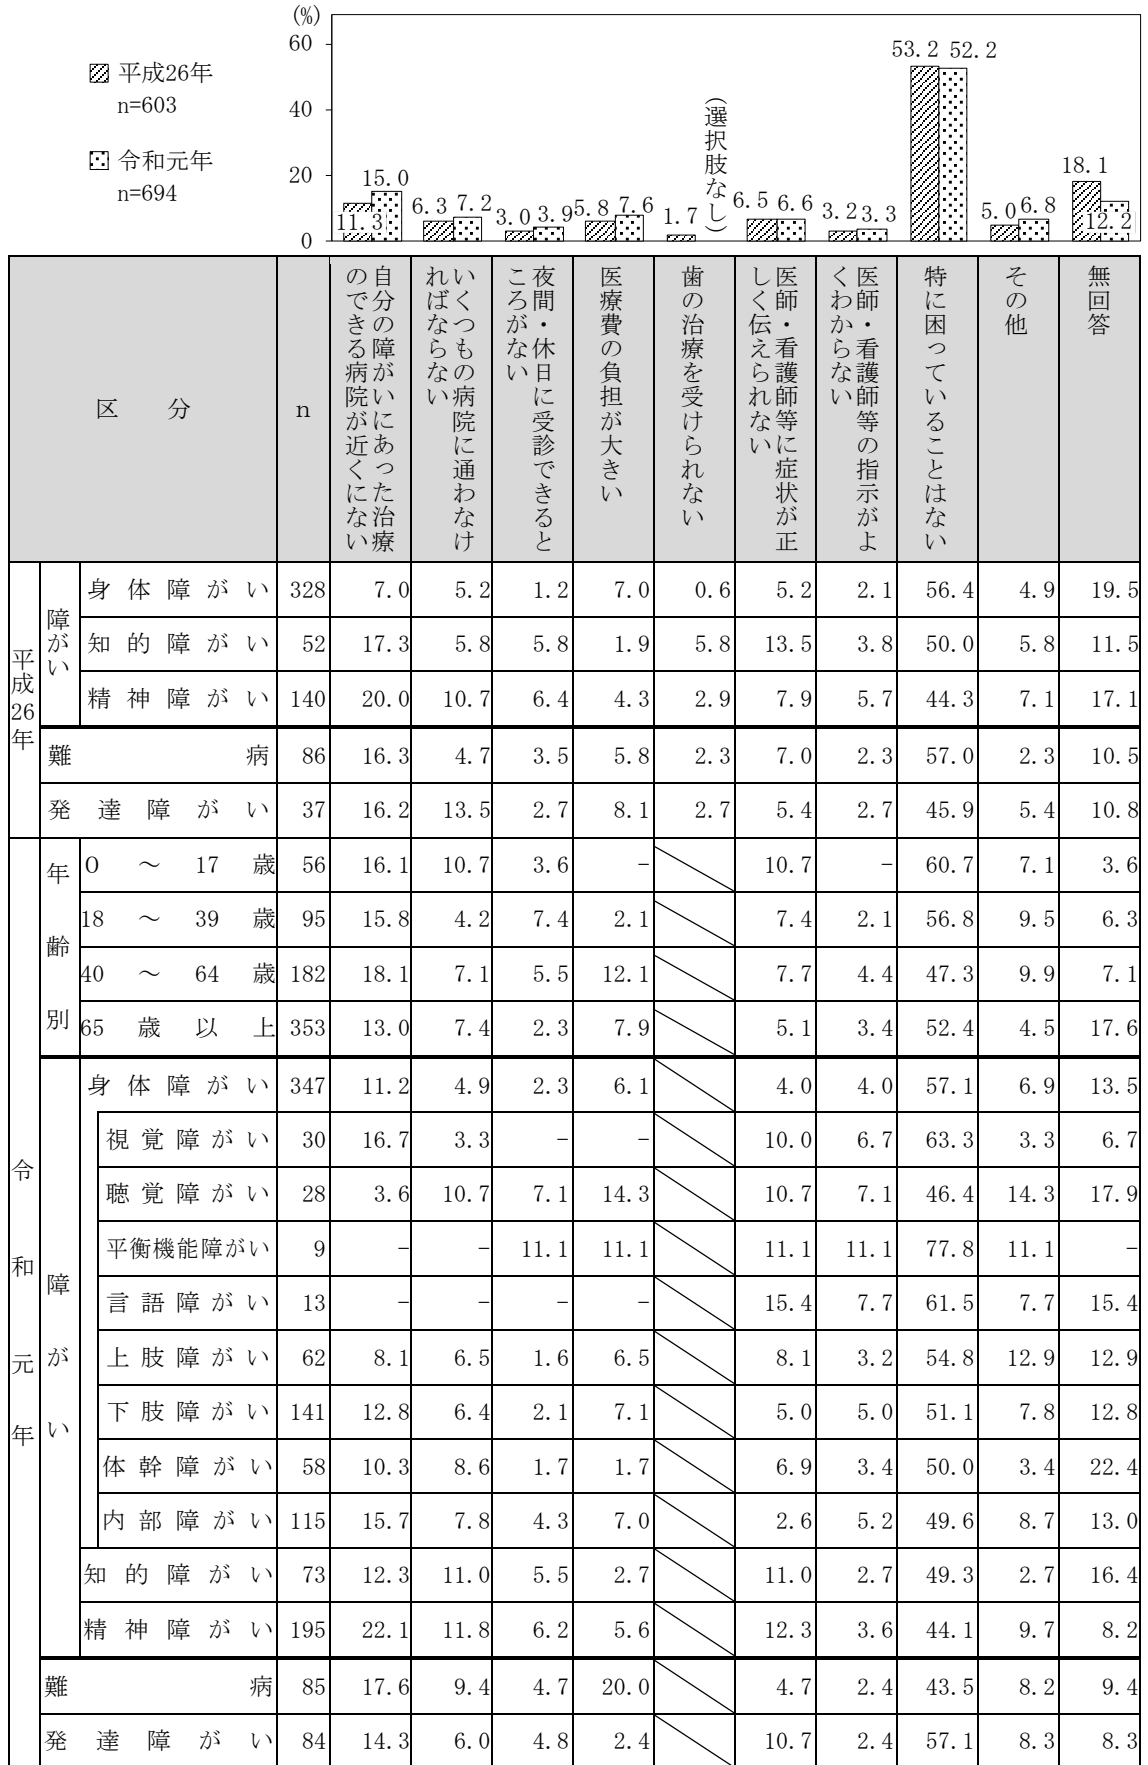 (%)
60
40
20
0
平成26年
n=603
令和元年
n=694
11.3 15.0
6.3 7.2
3.0 3.9
5.8 7.6
1.7 (選択肢なし)
6.5 6.6
3.2 3.3
53.2 52.2
5.0 6.8
18.1 12.2
区分
n
自分の障がいにあった治療
のできる病院が近くにない
いくつもの病院に通わなけ
ればならない
夜間・休日に受診できると
ころがない
医療費の負担が大きい
歯の治療を受けられない
医師・看護師等に症状が正
しく伝えられない
医師・看護師等の指示がよ
くわからない
特に困っていることはない
その他
無回答
平成26年
障がい
身体障がい 328 7.0 5.2 1.2 7.0 0.6 5.2 2.1 56.4 4.9 19.5
知的障がい 52 17.3 5.8 5.8 1.9 5.8 13.5 3.8 50.0 5.8 11.5
精神障がい 140 20.0 10.7 6.4 4.3 2.9 7.9 5.7 44.3 7.1 17.1
難病 86 16.3 4.7 3.5 5.8 2.3 7.0 2.3 57.0 2.3 10.5
発達障がい 37 16.2 13.5 2.7 8.1 2.7 5.4 2.7 45.9 5.4 10.8
令和元年
年齢別
0～17歳 56 16.1 10.7 3.6 - 10.7 - 60.7 7.1 3.6
18～39歳 95 15.8 4.2 7.4 2.1 7.4 2.1 56.8 9.5 6.3
40～64歳 182 18.1 7.1 5.5 12.1 7.7 4.4 47.3 9.9 7.1
65歳以上 353 13.0 7.4 2.3 7.9 5.1 3.4 52.4 4.5 17.6
障がい
身体障がい 347 11.2 4.9 2.3 6.1 4.0 4.0 57.1 6.9 13.5
視覚障がい 30 16.7 3.3 - - 10.0 6.7 63.3 3.3 6.7
聴覚障がい 28 3.6 10.7 7.1 14.3 10.7 7.1 46.4 14.3 17.9
平衡機能障がい 9 - - 11.1 11.1 11.1 11.1 77.8 11.1 -
言語障がい 13 - - - - 15.4 7.7 61.5 7.7 15.4
上肢障がい 62 8.1 6.5 1.6 6.5 8.1 3.2 54.8 12.9 12.9
下肢障がい 141 12.8 6.4 2.1 7.1 5.0 5.0 51.1 7.8 12.8
体幹障がい 58 10.3 8.6 1.7 1.7 6.9 3.4 50.0 3.4 22.4
内部障がい 115 15.7 7.8 4.3 7.0 2.6 5.2 49.6 8.7 13.0
知的障がい 73 12.3 11.0 5.5 2.7 11.0 2.7 49.3 2.7 16.4
精神障がい 195 22.1 11.8 6.2 5.6 12.3 3.6 44.1 9.7 8.2
難病 85 17.6 9.4 4.7 20.0 4.7 2.4 43.5 8.2 9.4
発達障がい 84 14.3 6.0 4.8 2.4 10.7 2.4 57.1 8.3 8.3